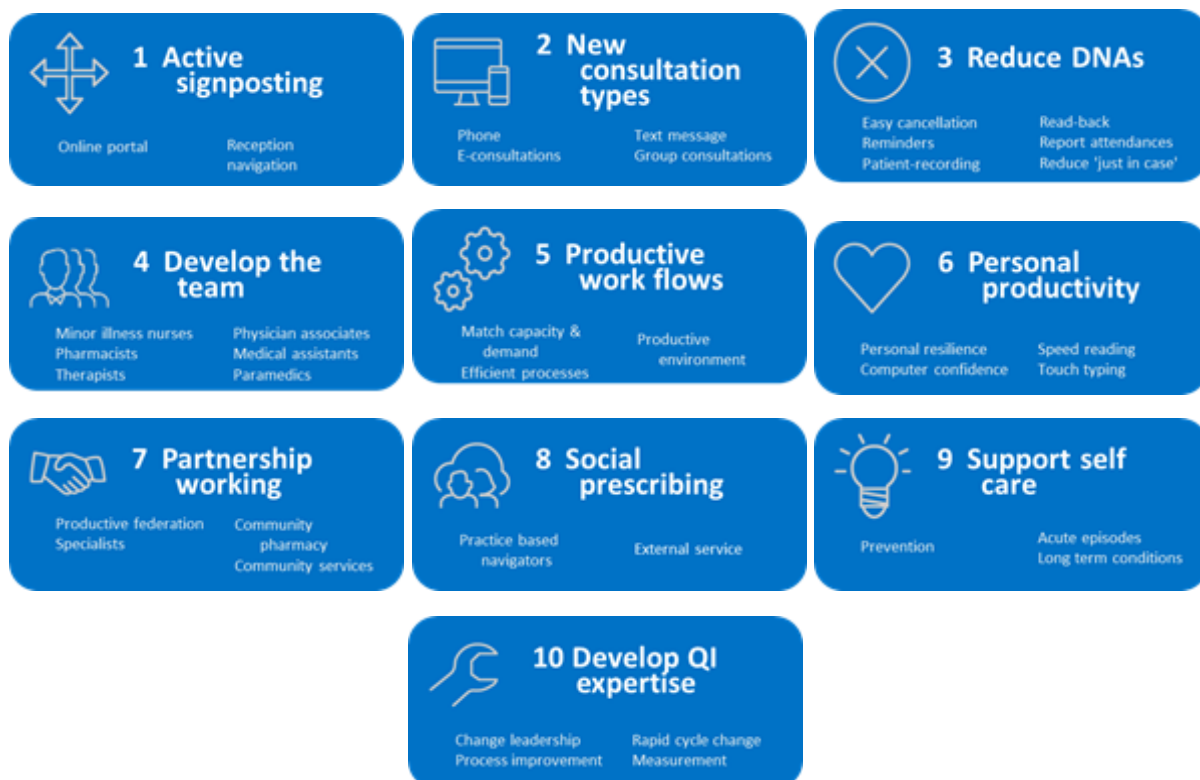 1 Active
signposting
Online portal
Reception
navigation
2 New
consultation
types
Phone
E-consultations
Text message
Group consultations
3 Reduce DNAs
Easy cancellation
Reminders
Patient-recording
Read-back
Report attendances
Reduce 'just in case'
4 Develop the
team
Minor illness nurses
Pharmacists
Therapists
Physician associates
Medical assistants
Paramedics
5 Productive
work flows
Match capacity &
demand
Efficient processes
Productive
environment
6 Personal
productivity
Personal resilience
Computer confidence
Speed reading
Touch typing
7 Partnership
working
Productive federation
Specialists
Community
pharmacy
Community services
8 Social
prescribing
Practice based
navigators
External service
9 Support self
care
Prevention
Acute episodes
Long term conditions
10 Develop QI
expertise
Change leadership
Process improvement
Rapid cycle change
Measurement